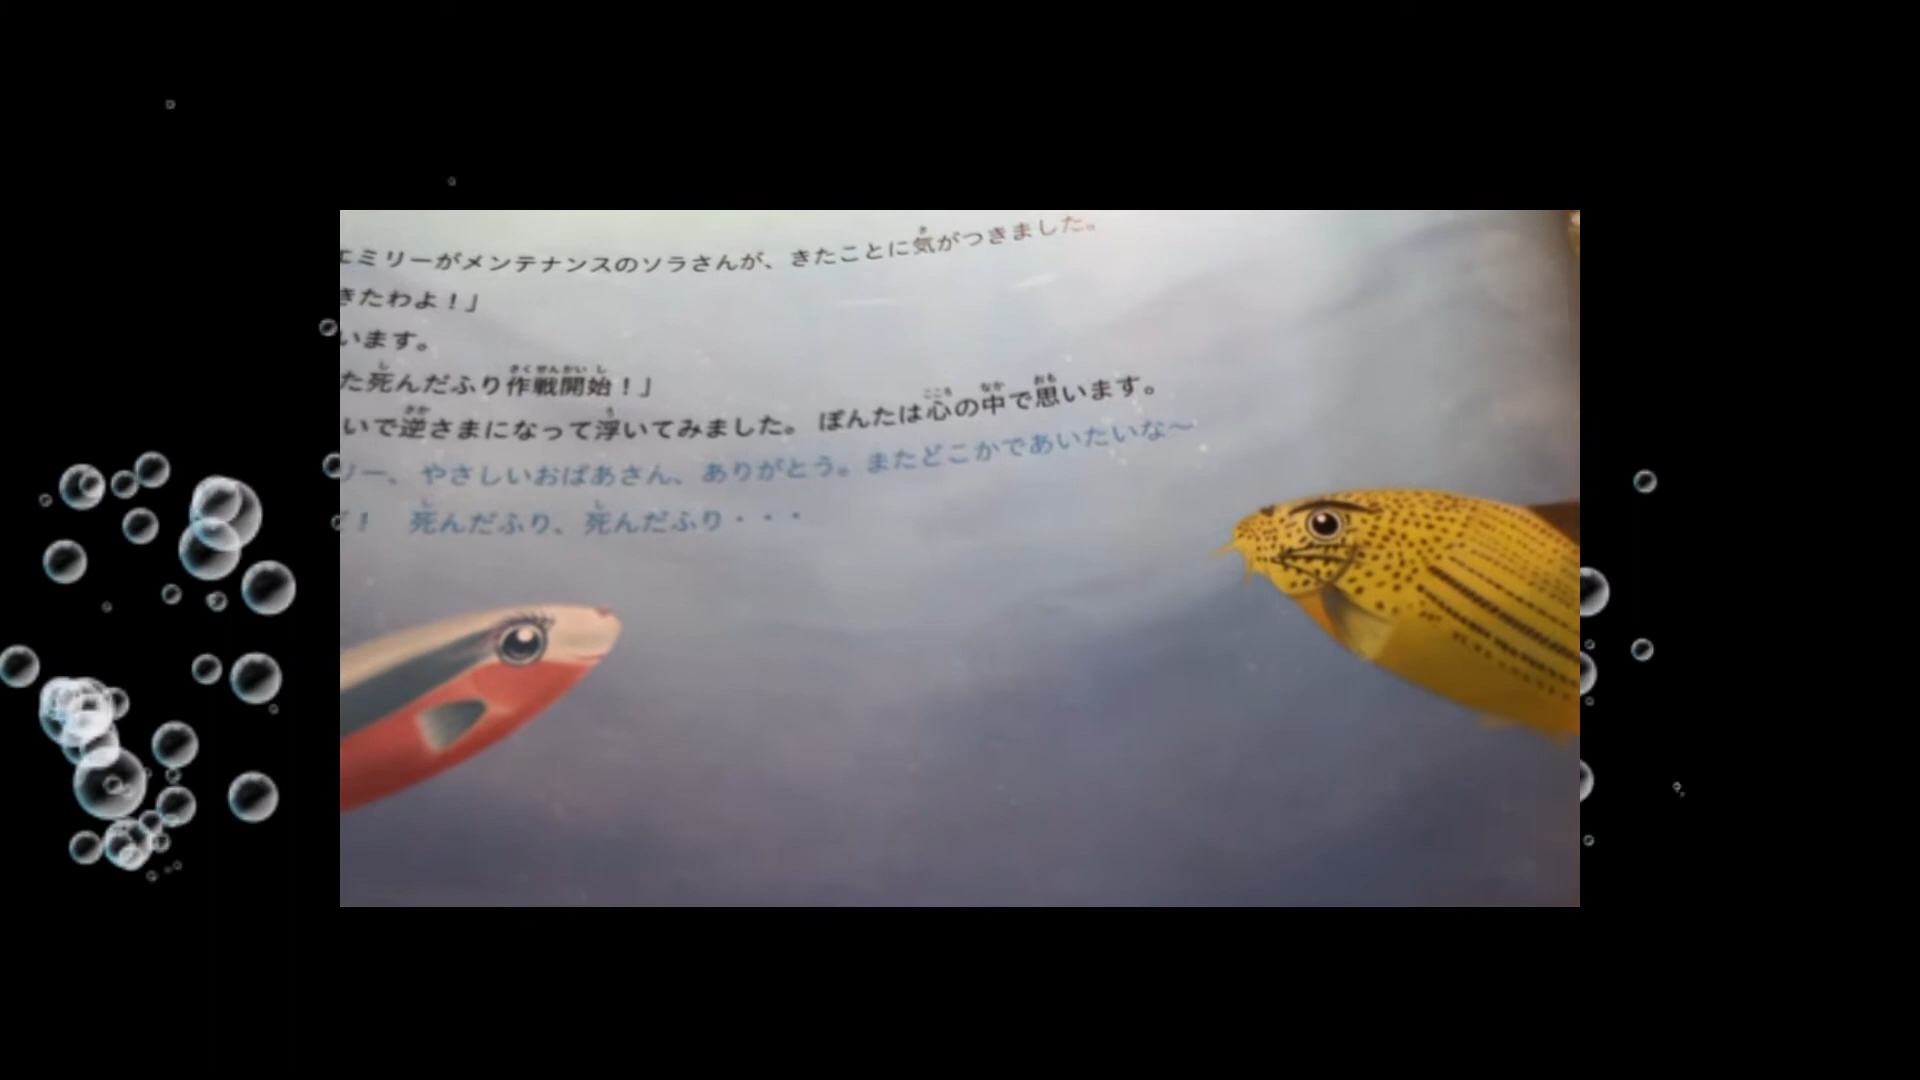 エミリーがメンテナンスのソラさんが、きたことに気がつきました。
きたわよ！」
います。
た死んだふり作戦開始！」
いで逆さまになって浮いてみました。ぽんたは心の中で思います。
リー、やさしいおばあさん、ありがとう。またどこかであいたいな〜
！　死んだふり、死んだふり・・・